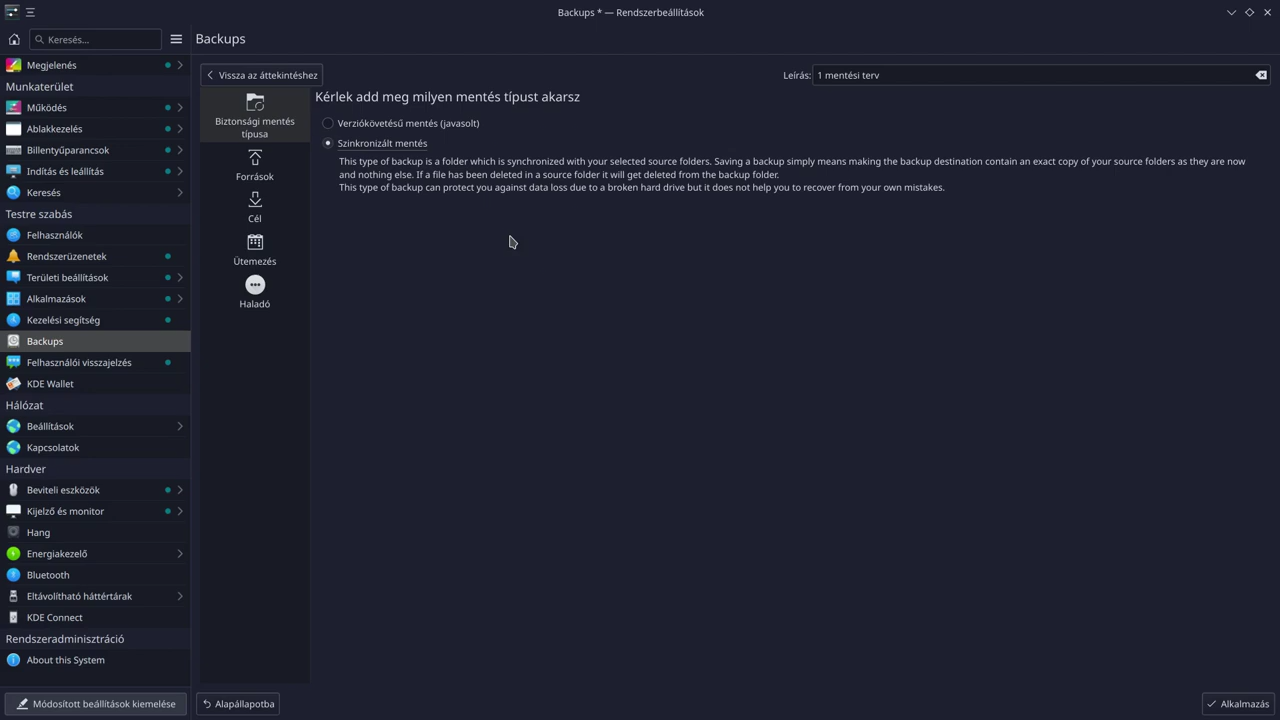 Backups * — Rendszerbeállítások
Keresés...
Backups
Megjelenés
Munkaterület
Működés
Ablakkezelés
Billentyűparancsok
Indítás és leállítás
Keresés
Testre szabás
Felhasználók
Rendszerüzenetek
Területi beállítások
Alkalmazások
Kezelési segítség
Backups
Felhasználói visszajelzés
KDE Wallet
Hálózat
Beállítások
Kapcsolatok
Hardver
Beviteli eszközök
Kijelző és monitor
Hang
Energiakezelő
Bluetooth
Eltávolítható háttértárak
KDE Connect
Rendszeradminisztráció
About this System
Módosított beállítások kiemelése
Vissza az áttekintéshez
Leírás: 1 mentési terv
Biztonsági mentés
típusa
Források
Cél
Ütemezés
Haladó
Kérlek add meg milyen mentés típust akarsz
Verziókövetésű mentés (javasolt)
Szinkronizált mentés
This type of backup is a folder which is synchronized with your selected source folders. Saving a backup simply means making the backup destination contain an exact copy of your source folders as they are now
and nothing else. If a file has been deleted in a source folder it will get deleted from the backup folder.
This type of backup can protect you against data loss due to a broken hard drive but it does not help you to recover from your own mistakes.
Alapállapotba
Alkalmazás